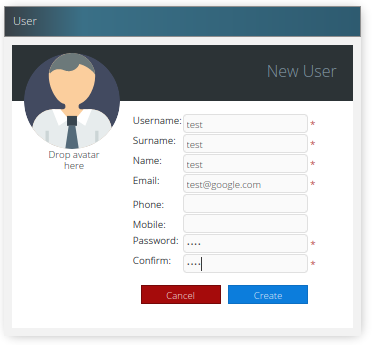 User
New User
Drop avatar
here
Username: test *
Surname: test *
Name: test *
Email: test@google.com *
Phone:
Mobile:
Password: •••• *
Confirm: •••• *
Cancel Create